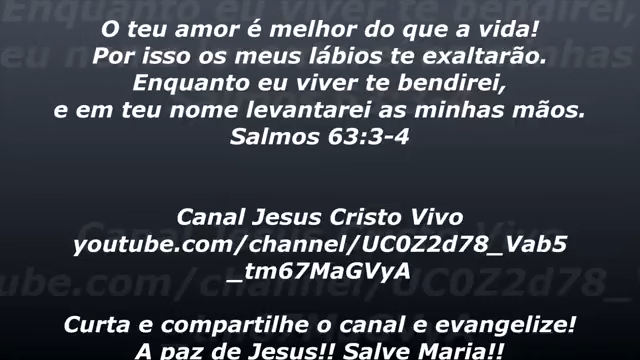 O teu amor é melhor do que a vida!
Por isso os meus lábios te exaltarão.
Enquanto eu viver te bendirei,
e em teu nome levantarei as minhas mãos.
Salmos 63:3-4
Canal Jesus Cristo Vivo
youtube.com/channel/UC0Z2d78_Vab5
_tm67MaGVyA
Curta e compartilhe o canal e evangelize!
A paz de Jesus!! Salve Maria!!